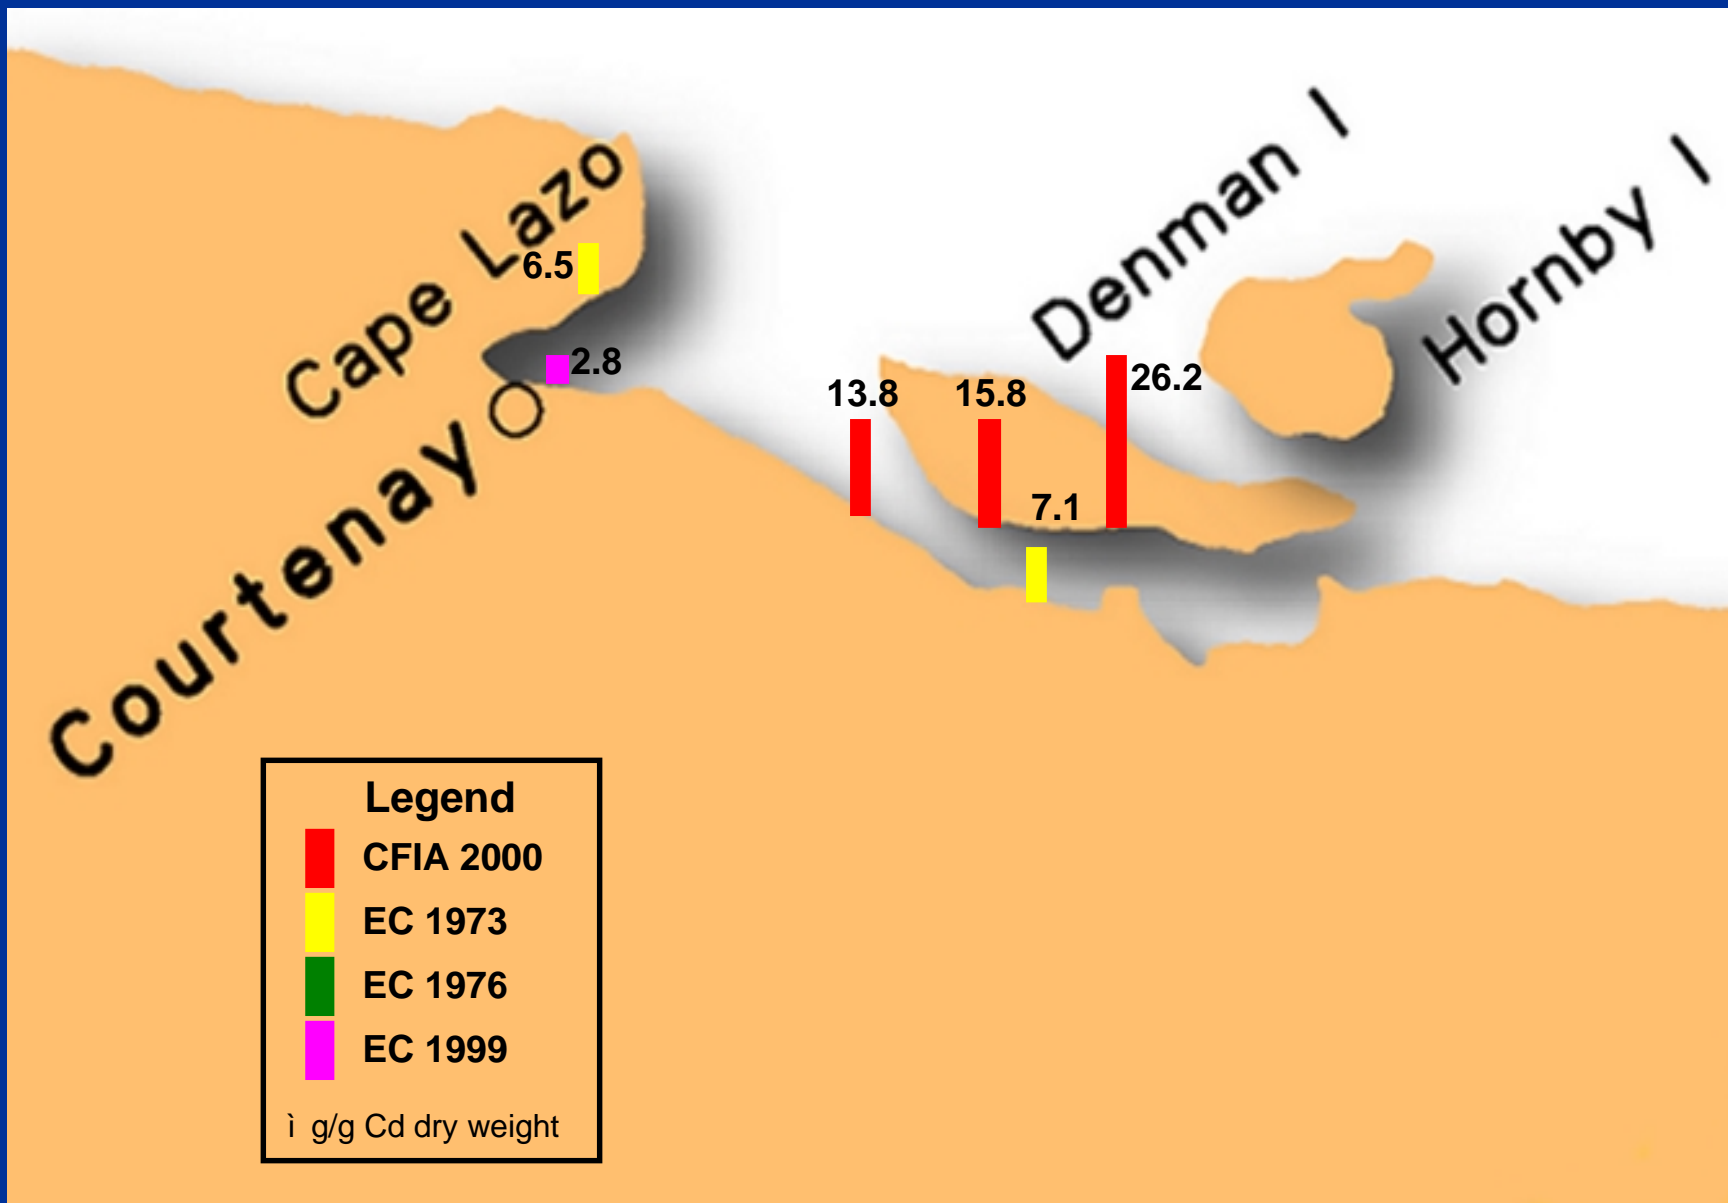 Cape Lazo
Courtenay
Denman I
Hornby I
6.5
2.8
13.8
15.8
26.2
7.1
Legend
CFIA 2000
EC 1973
EC 1976
EC 1999
ì g/g Cd dry weight